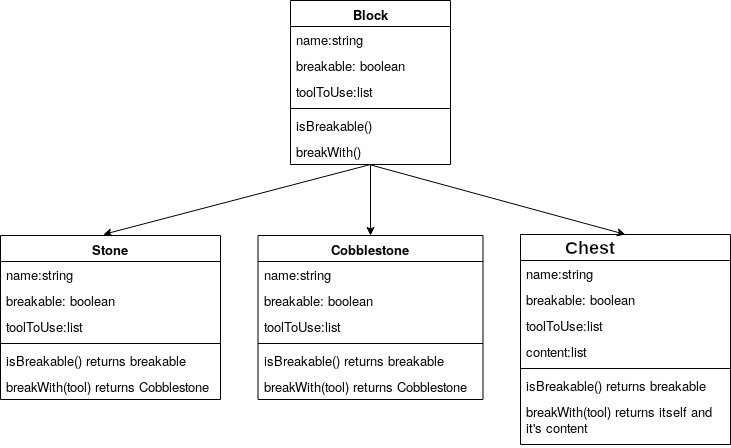 Block
name:string
breakable: boolean
toolToUse:list
isBreakable()
breakWith()
Stone
name:string
breakable: boolean
toolToUse:list
isBreakable() returns breakable
breakWith(tool) returns Cobblestone
Cobblestone
name:string
breakable: boolean
toolToUse:list
isBreakable() returns breakable
breakWith(tool) returns Cobblestone
Chest
name:string
breakable: boolean
toolToUse:list
content:list
isBreakable() returns breakable
breakWith(tool) returns itself and
it's content